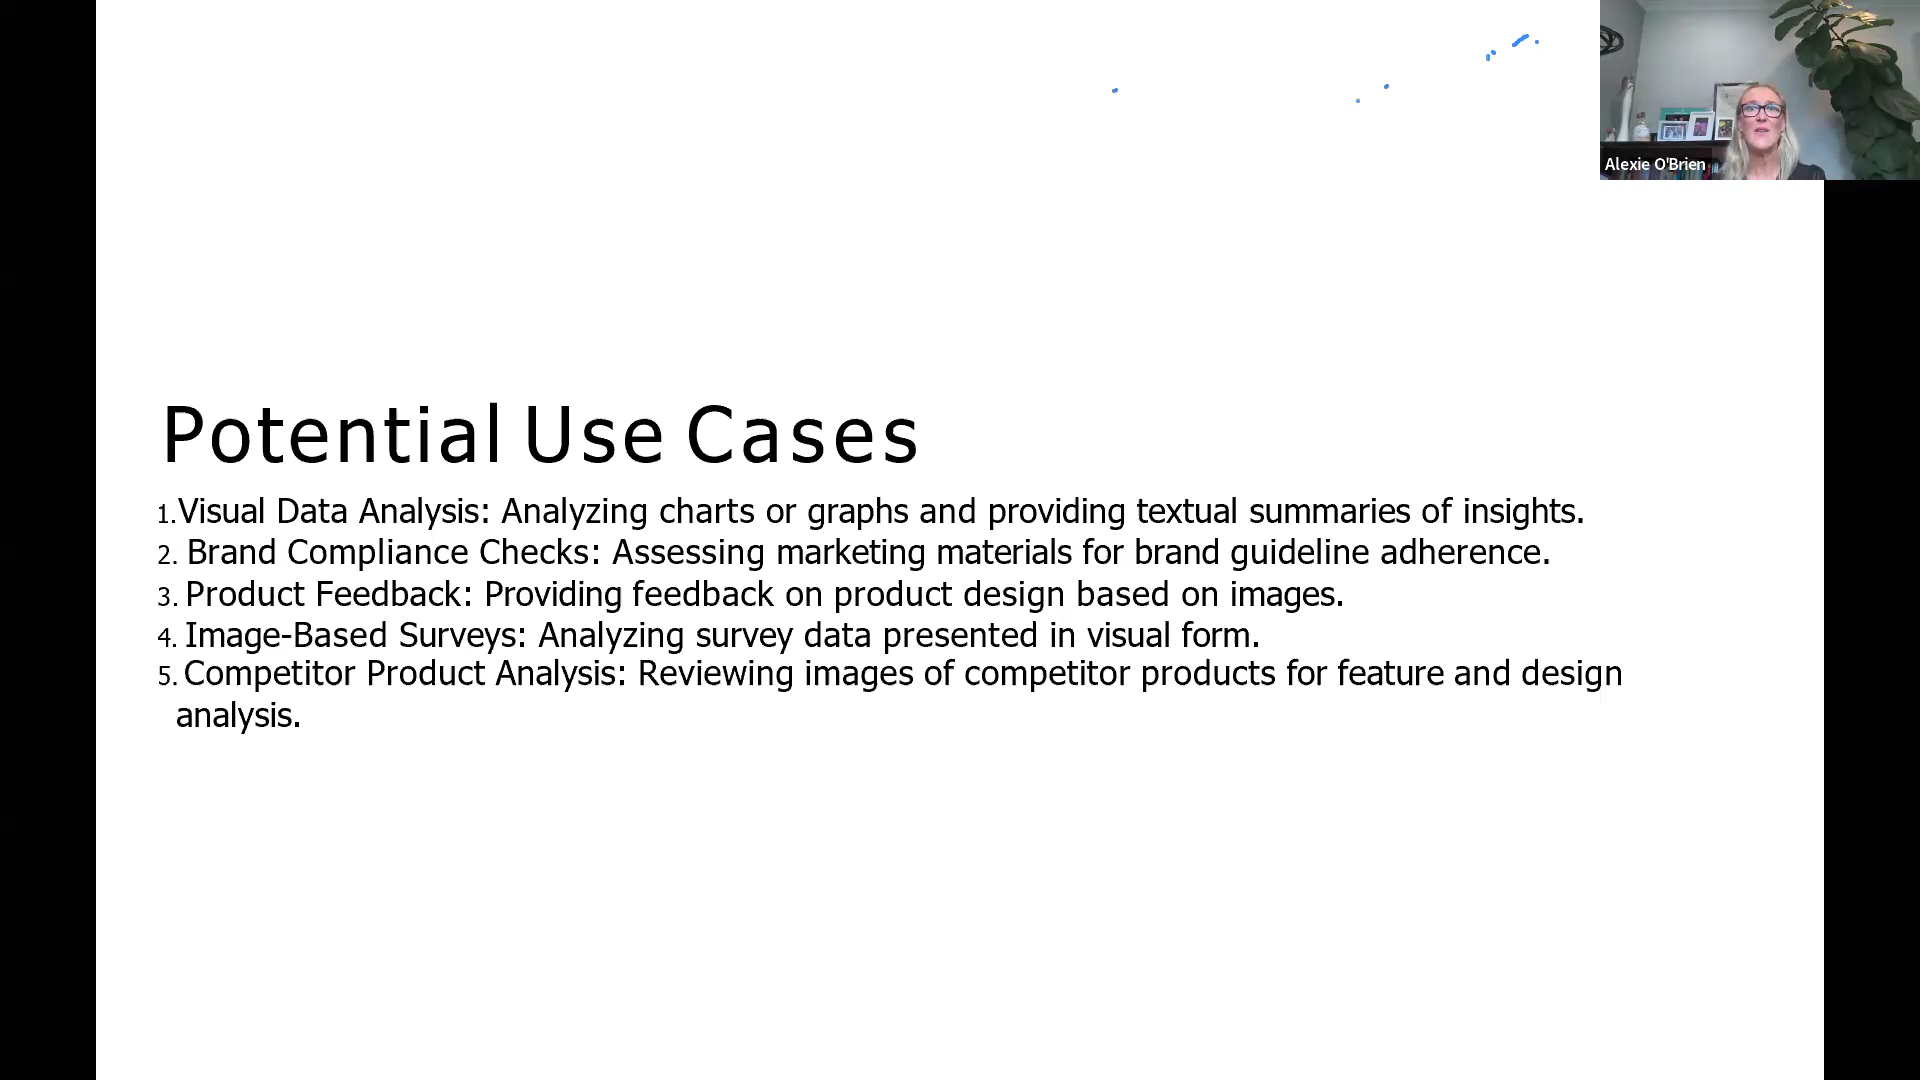 Alexie O'Brien
Potential Use Cases
1.Visual Data Analysis: Analyzing charts or graphs and providing textual summaries of insights.
2. Brand Compliance Checks: Assessing marketing materials for brand guideline adherence.
3. Product Feedback: Providing feedback on product design based on images.
4. Image-Based Surveys: Analyzing survey data presented in visual form.
5. Competitor Product Analysis: Reviewing images of competitor products for feature and design
analysis.